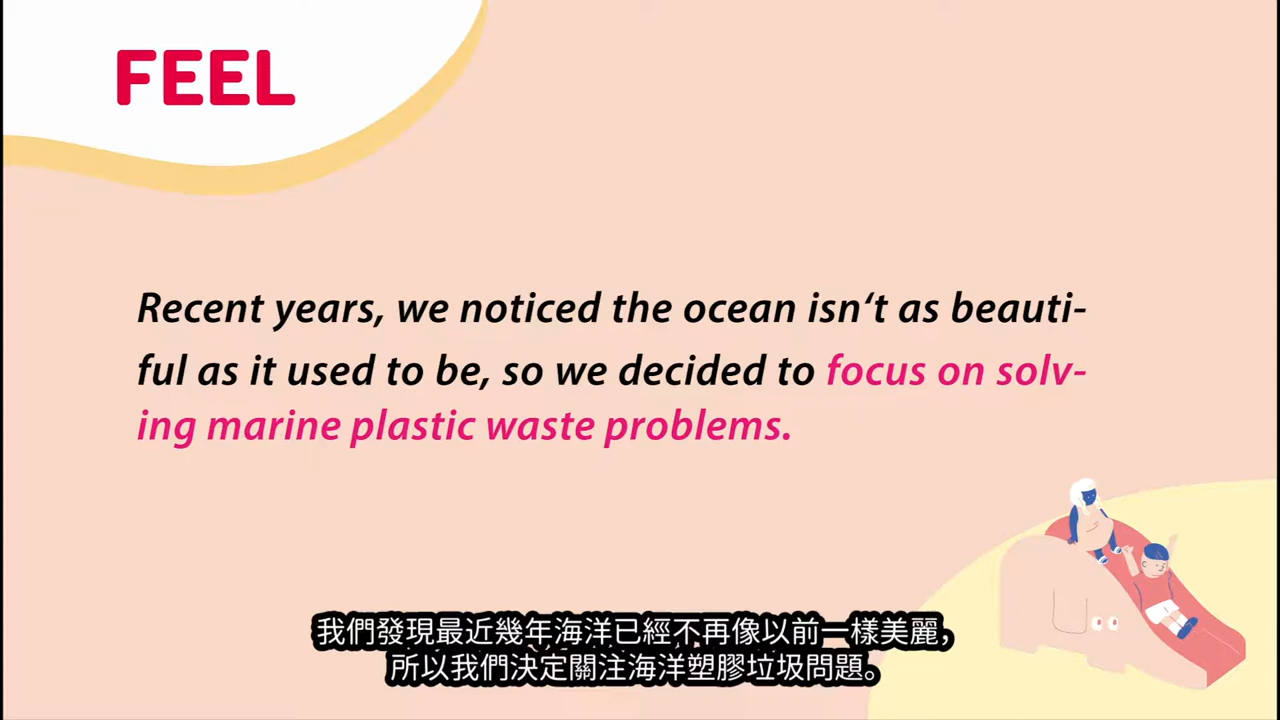 FEEL
Recent years, we noticed the ocean isn‘t as beauti-
ful as it used to be, so we decided to focus on solv-
ing marine plastic waste problems.
我們發現最近幾年海洋已經不再像以前一樣美麗，
所以我們決定關注海洋塑膠垃圾問題。